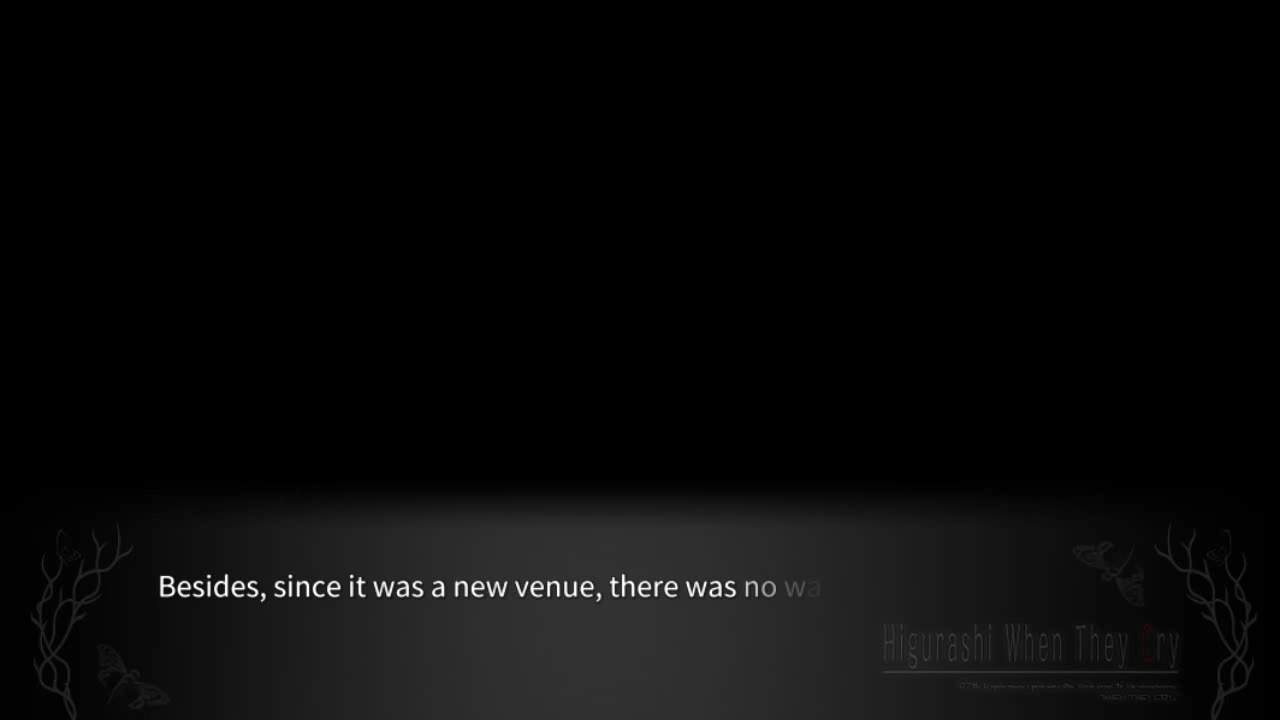 Besides, since it was a new venue, there was no wa
Higurashi When They Cry